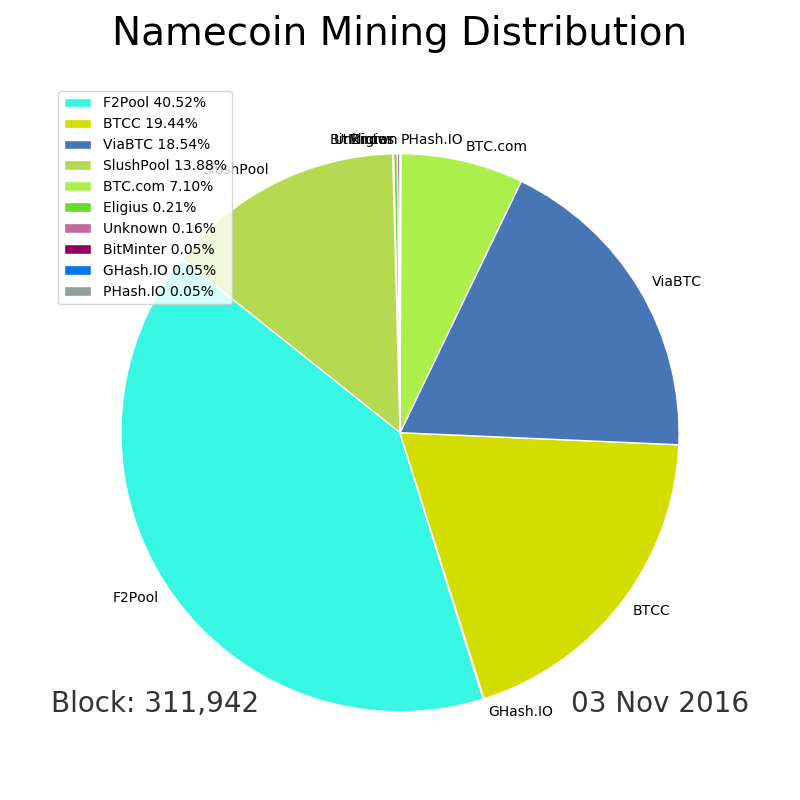 Namecoin Mining Distribution
F2Pool 40.52%
BTCC 19.44%
ViaBTC 18.54%
SlushPool 13.88%
BTC.com 7.10%
Eligius 0.21%
Unknown 0.16%
BitMinter 0.05%
GHash.IO 0.05%
PHash.IO 0.05%
PHash.IO
BTC.com
SlushPool
ViaBTC
F2Pool
BTCC
GHash.IO
Block: 311,942
03 Nov 2016